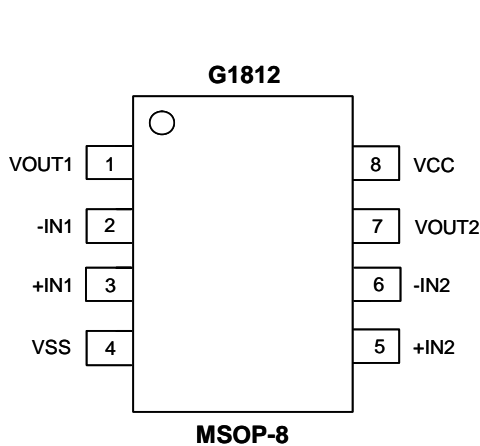 G1812
VOUT1 1 8 VCC
-IN1 2 7 VOUT2
+IN1 3 6 -IN2
VSS 4 5 +IN2
MSOP-8